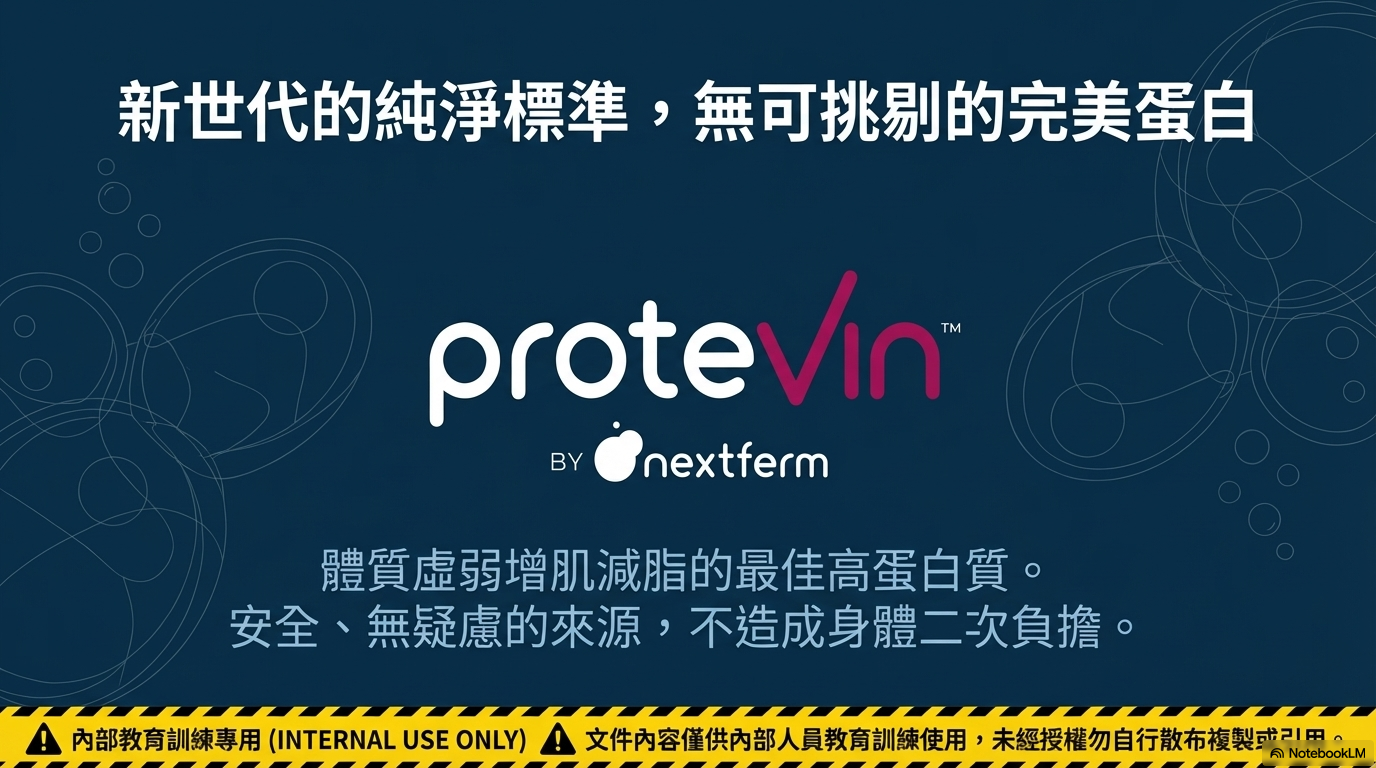 新世代的純淨標準，無可挑剔的完美蛋白
protevin™
BY nextferm
體質虛弱增肌減脂的最佳高蛋白質。
安全、無疑慮的來源，不造成身體二次負擔。
內部教育訓練專用 (INTERNAL USE ONLY) 文件內容僅供內部人員教育訓練使用，未經授權勿自行散布複製或引用。
NotebookLM